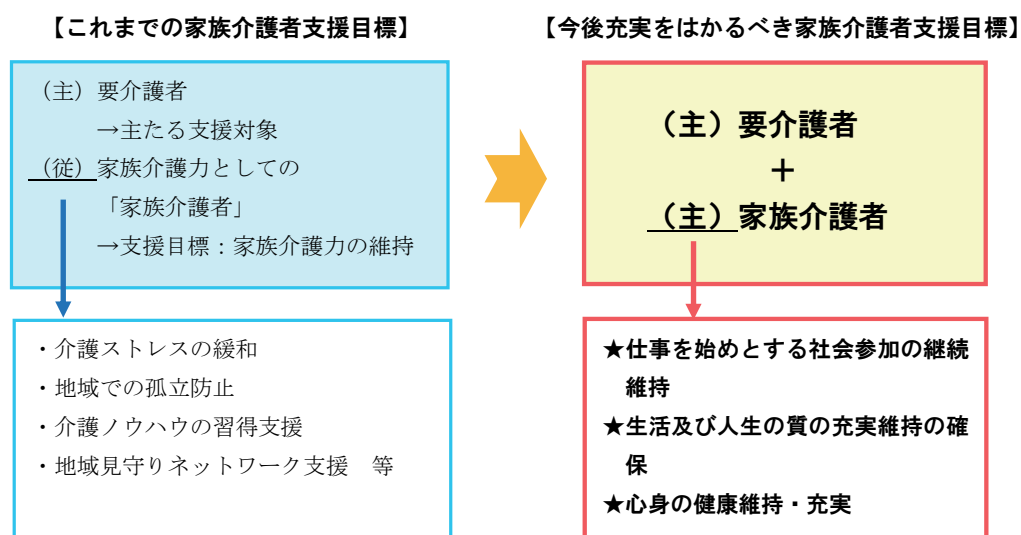 【これまでの家族介護者支援目標】
（主）要介護者
→主たる支援対象
（従）家族介護力としての
「家族介護者」
→支援目標：家族介護力の維持
・介護ストレスの緩和
・地域での孤立防止
・介護ノウハウの習得支援
・地域見守りネットワーク支援　等
【今後充実をはかるべき家族介護者支援目標】
（主）要介護者
＋
（主）家族介護者
★仕事を始めとする社会参加の継続
維持
★生活及び人生の質の充実維持の確
保
★心身の健康維持・充実